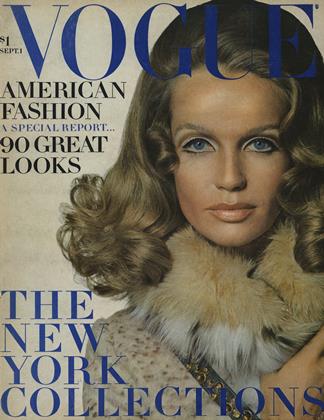 VOGUE
$1
SEPT.1
AMERICAN
FASHION
A SPECIAL REPORT...
90 GREAT
LOOKS
THE
NEW
YORK
COLLECTIONS